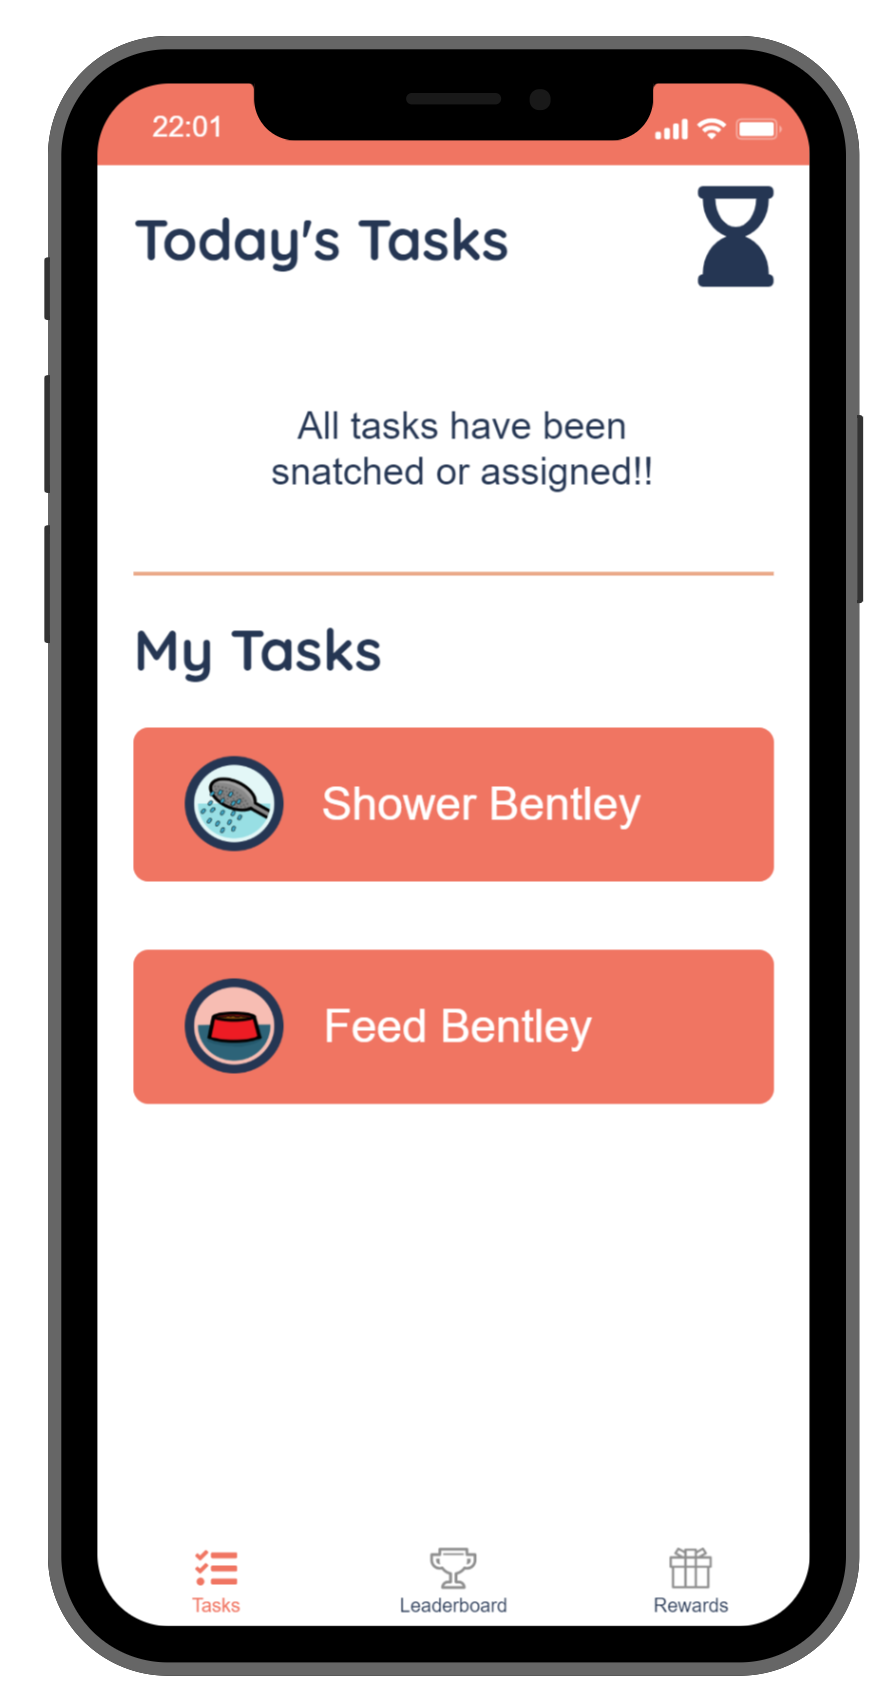 22:01
Today's Tasks
All tasks have been
snatched or assigned!!
My Tasks
Shower Bentley
Feed Bentley
Tasks
Leaderboard
Rewards